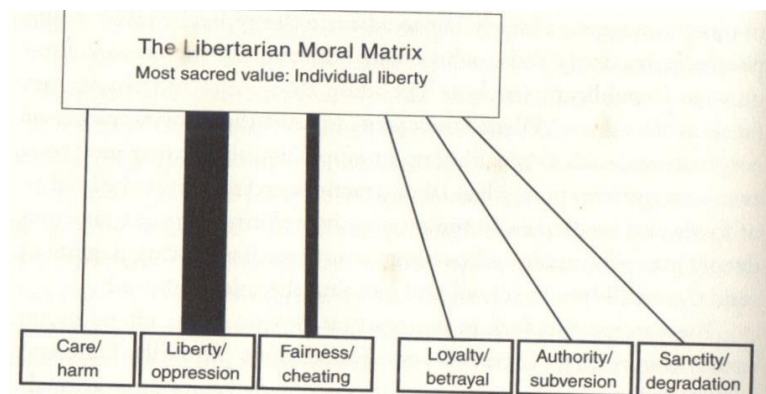 The Libertarian Moral Matrix
Most sacred value: Individual liberty
Care/
harm
Liberty/
oppression
Fairness/
cheating
Loyalty/
betrayal
Authority/
subversion
Sanctity/
degradation